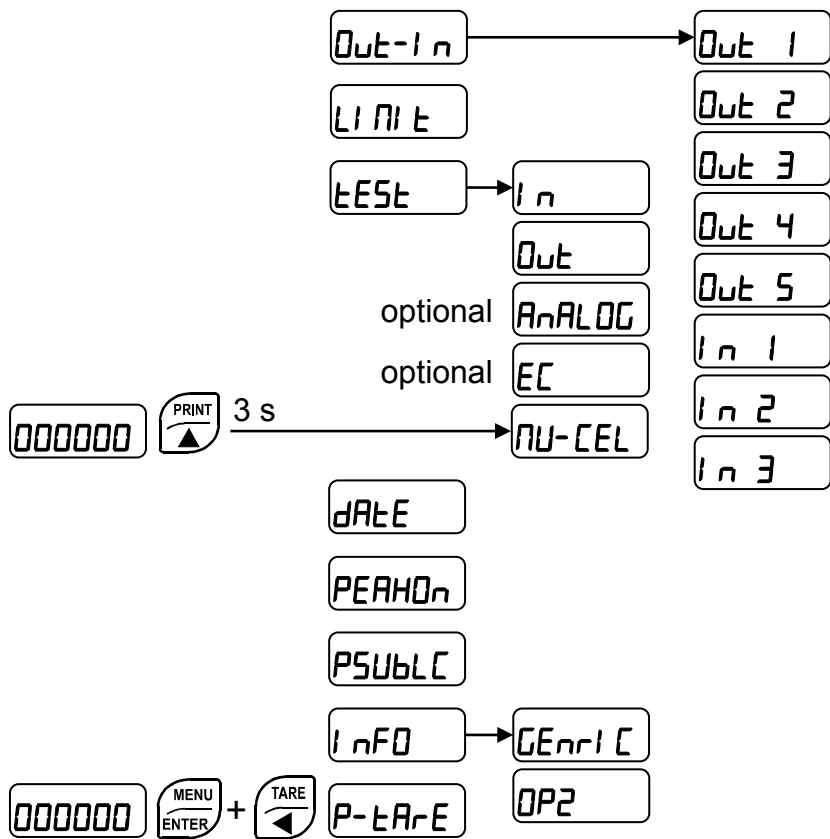 Out-In
Out 1
LIMIt
Out 2
tESt
In
Out 3
Out
Out 4
optional
AnALOG
Out 5
optional
EC
In 1
000000
PRINT
3 s
MU-CEL
In 2
In 3
dAtE
PEAHOn
PSUbLC
InFO
GEnrIC
000000
MENU
ENTER
+
TARE
P-tArE
OP2